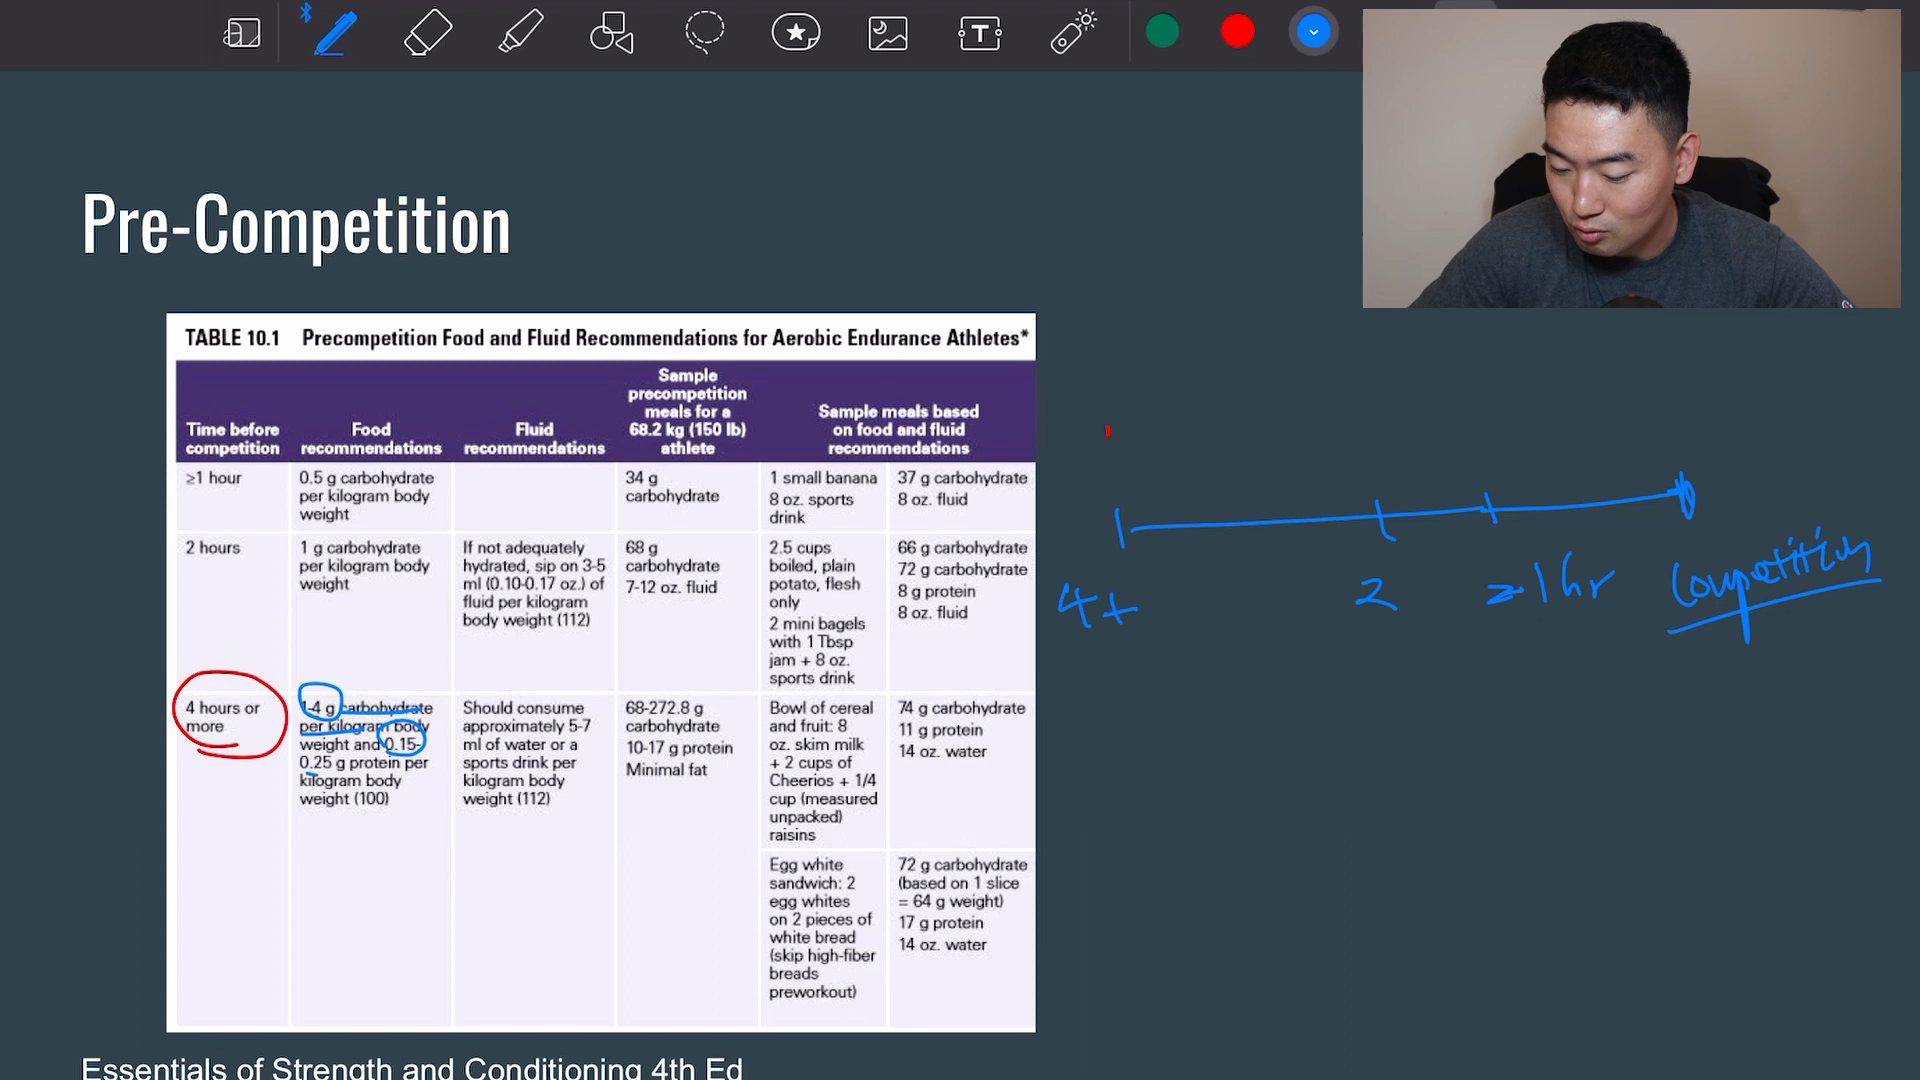 Pre-Competition
TABLE 10.1 Precompetition Food and Fluid Recommendations for Aerobic Endurance Athletes*
Time before
competition
Food
recommendations
Fluid
recommendations
Sample
precompetition
meals for a
68.2 kg (150 lb)
athlete
Sample meals based
on food and fluid
recommendations
≥1 hour
0.5 g carbohydrate
per kilogram body
weight
34 g
carbohydrate
1 small banana
8 oz. sports
drink
37 g carbohydrate
8 oz. fluid
2 hours
1 g carbohydrate
per kilogram body
weight
If not adequately
hydrated, sip on 3-5
ml (0.10-0.17 oz.) of
fluid per kilogram
body weight (112)
68 g
carbohydrate
7-12 oz. fluid
2.5 cups
boiled, plain
potato, flesh
only
2 mini bagels
with 1 Tbsp
jam + 8 oz.
sports drink
66 g carbohydrate
72 g carbohydrate
8 g protein
8 oz. fluid
4 hours or
more
1-4 g carbohydrate
per kilogram body
weight and 0.15-
0.25 g protein per
kilogram body
weight (100)
Should consume
approximately 5-7
ml of water or a
sports drink per
kilogram body
weight (112)
68-272.8 g
carbohydrate
10-17 g protein
Minimal fat
Bowl of cereal
and fruit: 8
oz. skim milk
+ 2 cups of
Cheerios + 1/4
cup (measured
unpacked)
raisins
74 g carbohydrate
11 g protein
14 oz. water
Egg white
sandwich: 2
egg whites
on 2 pieces of
white bread
(skip high-fiber
breads
preworkout)
72 g carbohydrate
(based on 1 slice
= 64 g weight)
17 g protein
14 oz. water
4+
2
≥1 hr
Competition
Essentials of Strength and Conditioning 4th Ed